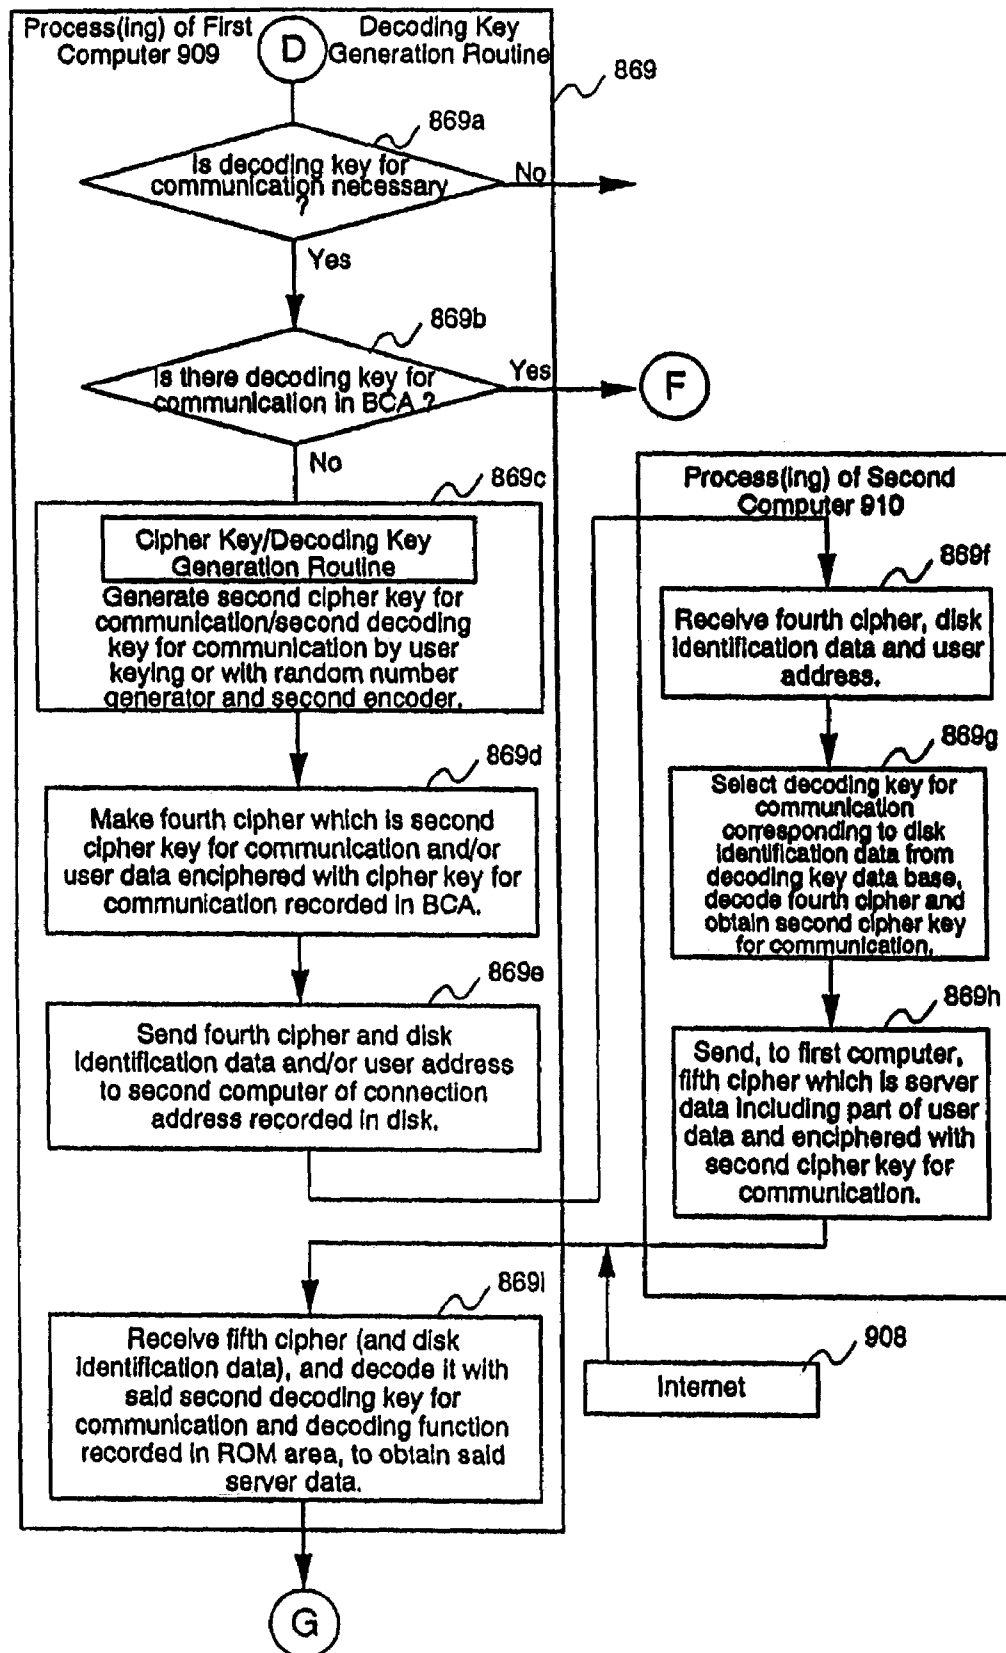 Process(ing) of First
Computer 909
D
Decoding Key
Generation Routine
869
869a
Is decoding key for
communication necessary
?
No
Yes
869b
Is there decoding key for
communication in BCA ?
Yes
F
No
869c
Cipher Key/Decoding Key
Generation Routine
Generate second cipher key for
communication/second decoding
key for communication by user
keying or with random number
generator and second encoder.
869d
Make fourth cipher which is second
cipher key for communication and/or
user data enciphered with cipher key for
communication recorded in BCA.
869e
Send fourth cipher and disk
identification data and/or user address
to second computer of connection
address recorded in disk.
Process(ing) of Second
Computer 910
869f
Receive fourth cipher, disk
identification data and user
address.
869g
Select decoding key for
communication
corresponding to disk
identification data from
decoding key data base,
decode fourth cipher and
obtain second cipher key
for communication.
869h
Send, to first computer,
fifth cipher which is server
data including part of user
data and enciphered with
second cipher key for
communication.
869i
Receive fifth cipher (and disk
identification data), and decode it with
said second decoding key for
communication and decoding function
recorded in ROM area, to obtain said
server data.
908
Internet
G